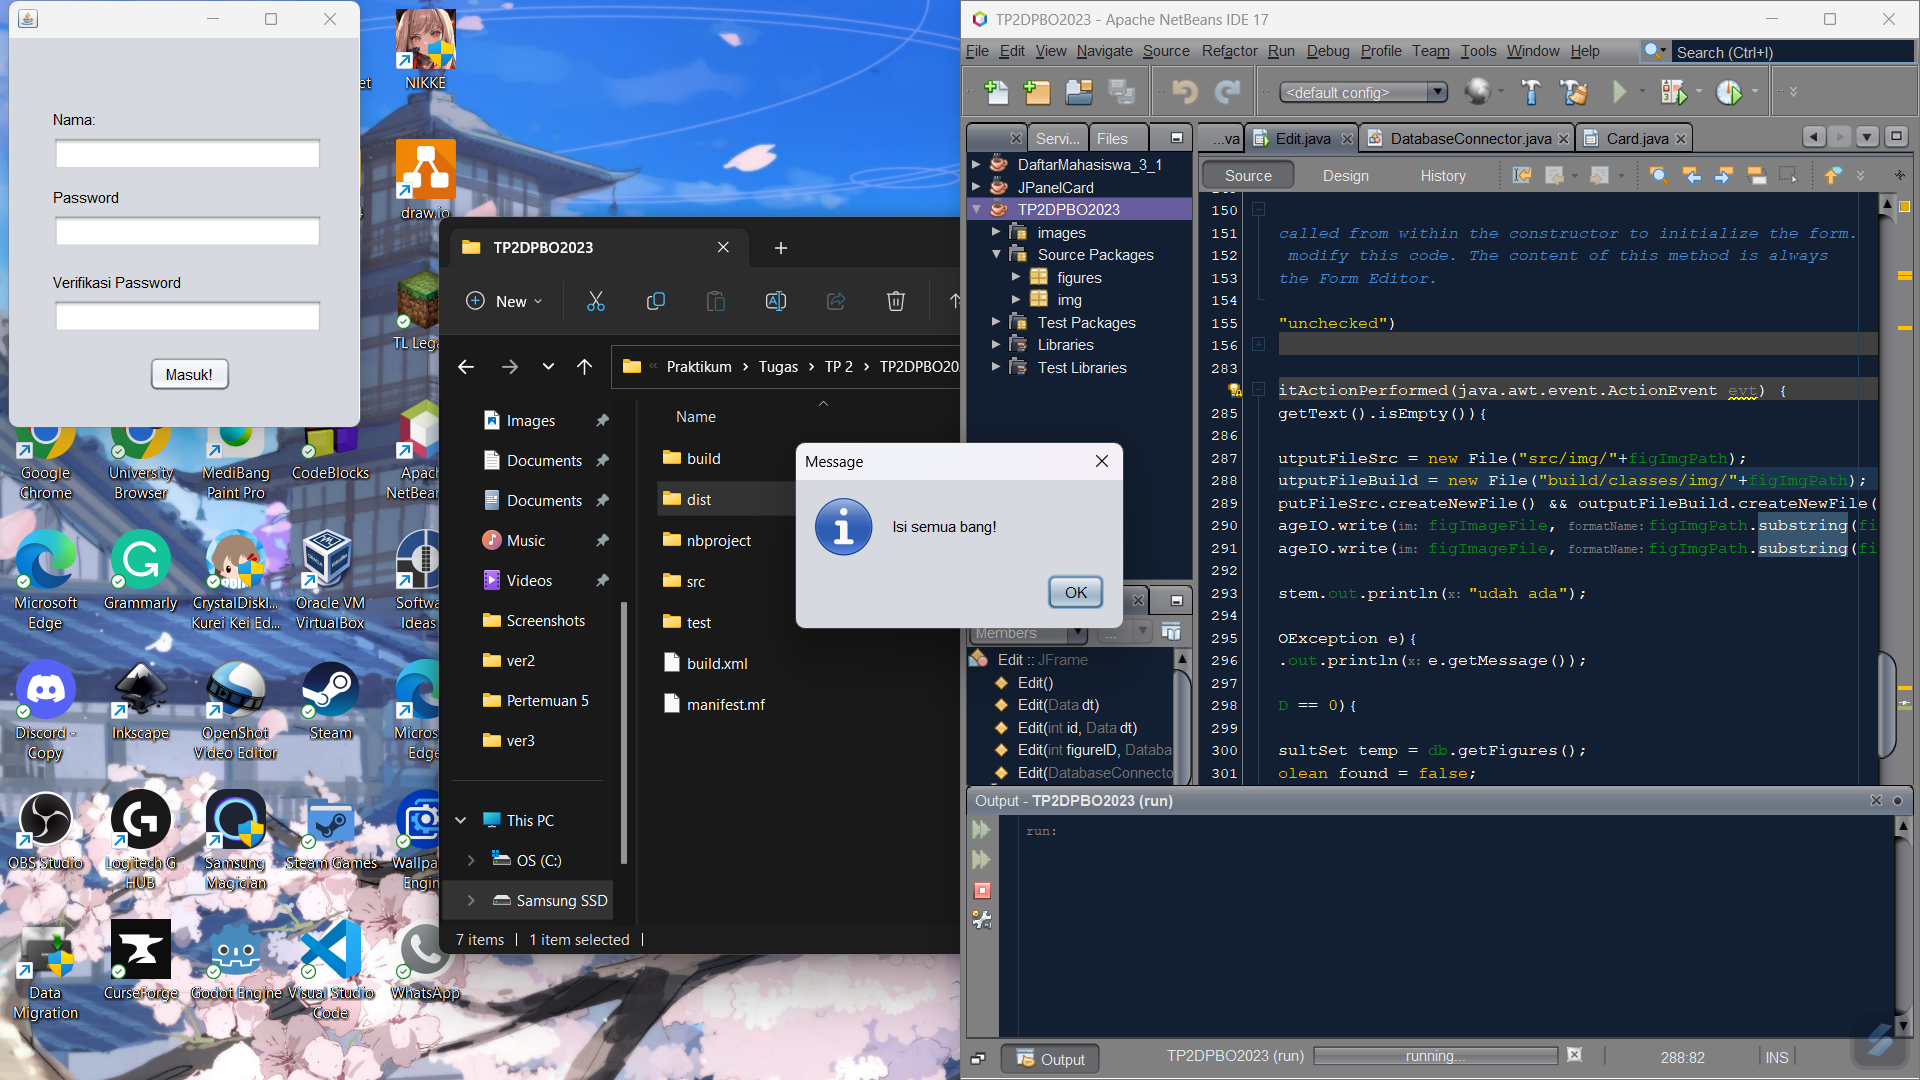 Nama:
Password
Verifikasi Password
Masuk!
NIKKE
et
draw.io
TL Lega
Google
Chrome
University
Browser
MediBang
Paint Pro
CodeBlocks
Apac
NetBean
Microsoft
Edge
Grammarly
CrystalDiskI...
Kurei Kei Ed...
Oracle VM
VirtualBox
Softwa
Ideas
Discord -
Copy
Inkscape
OpenShot
Video Editor
Steam
Micros
Edge
OBS Studio
Logitech G
HUB
Samsung
Magician
Steam Games
Wallpa
Engin
Data
Migration
CurseForge
Godot Engine
Visual Studio
Code
WhatsApp
TP2DPBO2023
New
Praktikum > Tugas > TP 2 > TP2DPBO20
Images
Documents
Documents
Music
Videos
Screenshots
ver2
Pertemuan 5
ver3
This PC
OS (C:)
Samsung SSD
Name
build
dist
nbproject
src
test
build.xml
manifest.mf
7 items | 1 item selected |
Message
Isi semua bang!
OK
TP2DPBO2023 - Apache NetBeans IDE 17
File Edit View Navigate Source Refactor Run Debug Profile Team Tools Window Help
Search (Ctrl+I)
<default config>
Servi... Files
...va Edit.java DatabaseConnector.java Card.java
Source Design History
DaftarMahasiswa_3_1
JPanelCard
TP2DPBO2023
images
Source Packages
figures
img
Test Packages
Libraries
Test Libraries
150
151 called from within the constructor to initialize the form.
152 modify this code. The content of this method is always
153 the Form Editor.
154
155 "unchecked")
156
283
itActionPerformed(java.awt.event.ActionEvent evt) {
285 getText().isEmpty()){
286
287 utputFileSrc = new File("src/img/"+figImgPath);
288 utputFileBuild = new File("build/classes/img/"+figImgPath);
289 putFileSrc.createNewFile() && outputFileBuild.createNewFile(
290 ageIO.write(im: figImageFile, formatName: figImgPath.substring(fi
291 ageIO.write(im: figImageFile, formatName: figImgPath.substring(fi
292
293 stem.out.println(x: "udah ada");
294
295 OException e){
296 .out.println(x: e.getMessage());
297
298 D == 0){
299
300 sultSet temp = db.getFigures();
301 olean found = false;
Members
...
Edit :: JFrame
Edit()
Edit(Data dt)
Edit(int id, Data dt)
Edit(int figureID, Databa
Edit(DatabaseConnecto
Output - TP2DPBO2023 (run)
run:
Output
TP2DPBO2023 (run)
running...
288:82
INS